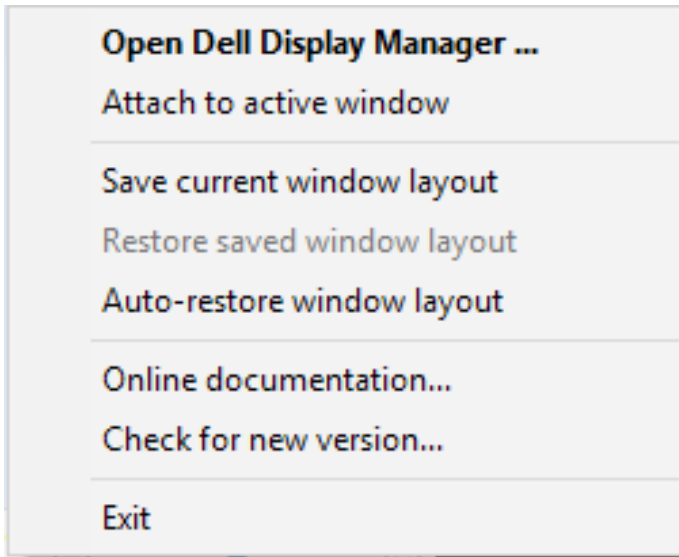 Open Dell Display Manager ...
Attach to active window
Save current window layout
Restore saved window layout
Auto-restore window layout
Online documentation...
Check for new version...
Exit